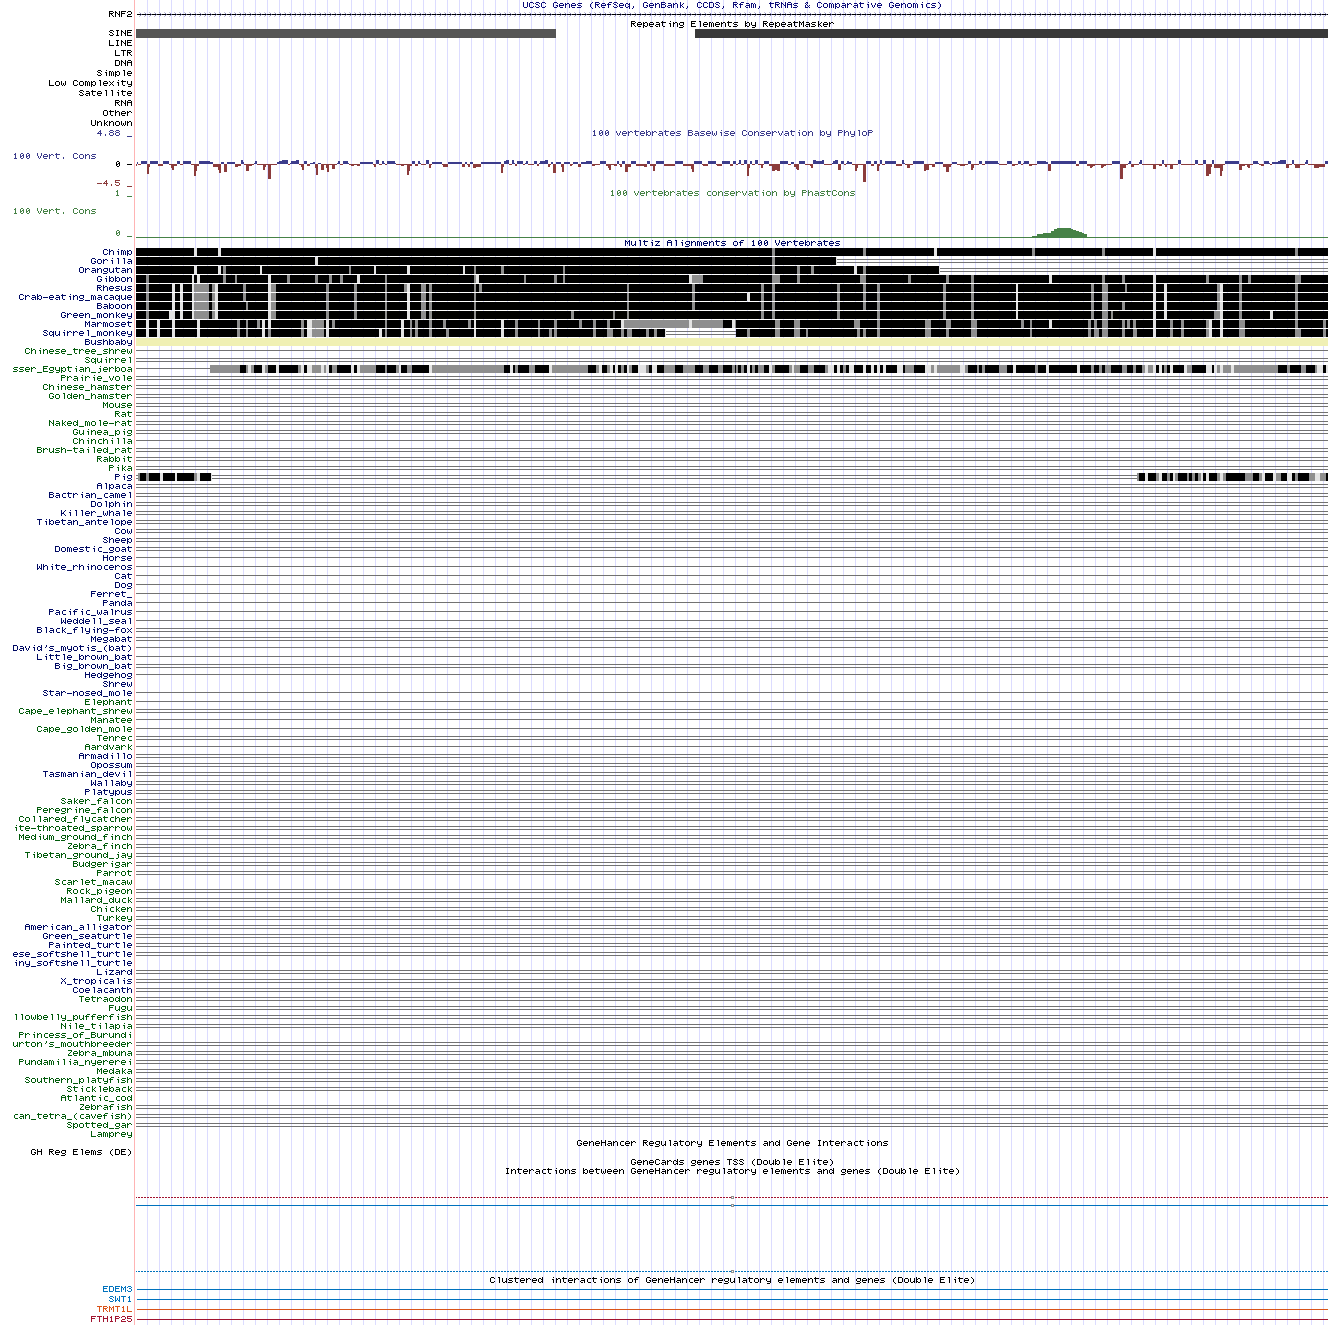 UCSC Genes (RefSeq, GenBank, CCDS, Rfam, tRNAs & Comparative Genomics)
RNF2
Repeating Elements by RepeatMasker
SINE
LINE
LTR
DNA
Simple
Low Complexity
Satellite
RNA
Other
Unknown
4.88 _
100 vertebrates Basewise Conservation by PhyloP
100 Vert. Cons
0 -
-4.5 _
1 _
100 vertebrates conservation by PhastCons
100 Vert. Cons
0 _
Multiz Alignments of 100 Vertebrates
Chimp
Gorilla
Orangutan
Gibbon
Rhesus
Crab-eating_macaque
Baboon
Green_monkey
Marmoset
Squirrel_monkey
Bushbaby
Chinese_tree_shrew
Squirrel
sser_Egyptian_jerboa
Prairie_vole
Chinese_hamster
Golden_hamster
Mouse
Rat
Naked_mole-rat
Guinea_pig
Chinchilla
Brush-tailed_rat
Rabbit
Pika
Pig
Alpaca
Bactrian_camel
Dolphin
Killer_whale
Tibetan_antelope
Cow
Sheep
Domestic_goat
Horse
White_rhinoceros
Cat
Dog
Ferret_
Panda
Pacific_walrus
Weddell_seal
Black_flying-fox
Megabat
David's_myotis_(bat)
Little_brown_bat
Big_brown_bat
Hedgehog
Shrew
Star-nosed_mole
Elephant
Cape_elephant_shrew
Manatee
Cape_golden_mole
Tenrec
Aardvark
Armadillo
Opossum
Tasmanian_devil
Wallaby
Platypus
Saker_falcon
Peregrine_falcon
Collared_flycatcher
ite-throated_sparrow
Medium_ground_finch
Zebra_finch
Tibetan_ground_jay
Budgerigar
Parrot
Scarlet_macaw
Rock_pigeon
Mallard_duck
Chicken
Turkey
American_alligator
Green_seaturtle
Painted_turtle
ese_softshell_turtle
iny_softshell_turtle
Lizard
X_tropicalis
Coelacanth
Tetraodon
Fugu
llowbelly_pufferfish
Nile_tilapia
Princess_of_Burundi
urton's_mouthbreeder
Zebra_mbuna
Pundamilia_nyererei
Medaka
Southern_platyfish
Stickleback
Atlantic_cod
Zebrafish
can_tetra_(cavefish)
Spotted_gar
Lamprey
GeneHancer Regulatory Elements and Gene Interactions
GH Reg Elems (DE)
GeneCards genes TSS (Double Elite)
Interactions between GeneHancer regulatory elements and genes (Double Elite)
Clustered interactions of GeneHancer regulatory elements and genes (Double Elite)
EDEM3
SWT1
TRMT1L
FTH1P25